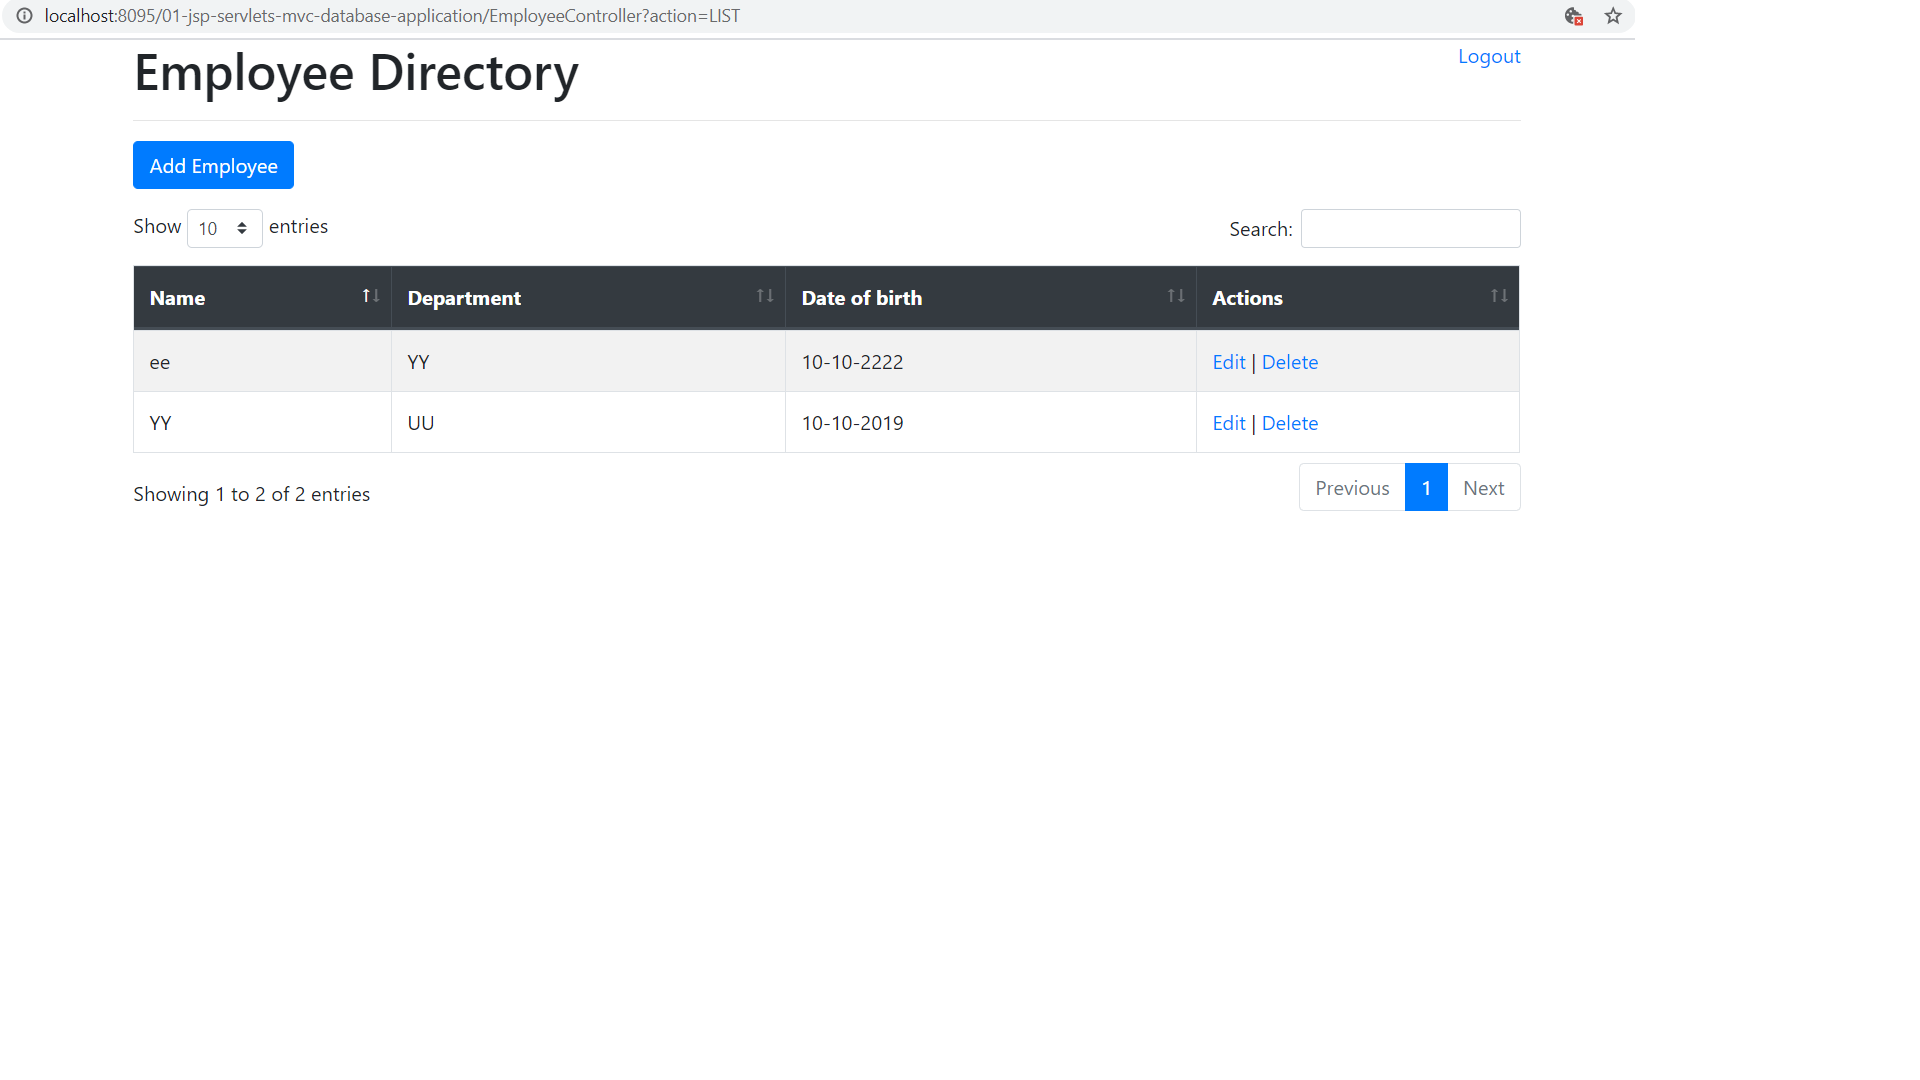 localhost:8095/01-jsp-servlets-mvc-database-application/EmployeeController?action=LIST
Employee Directory Logout
Add Employee
Show 10 entries Search:
Name Department Date of birth Actions
ee YY 10-10-2222 Edit | Delete
YY UU 10-10-2019 Edit | Delete
Showing 1 to 2 of 2 entries Previous 1 Next